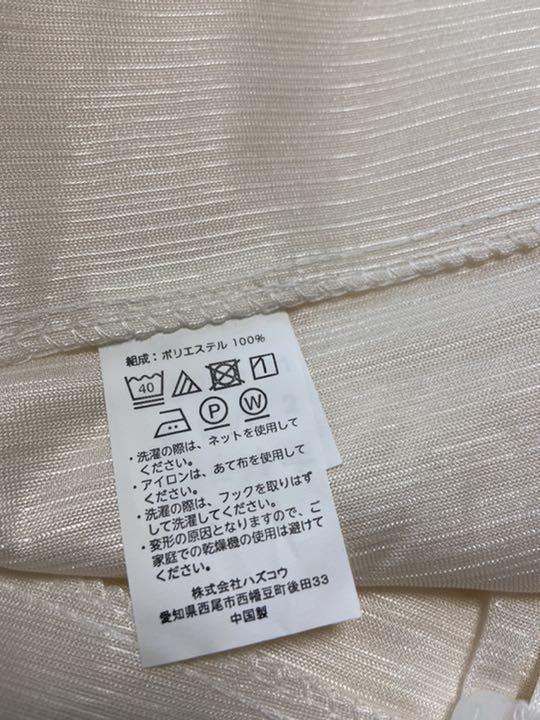 組成：ポリエステル 100%
40
P W
・洗濯の際は、ネットを使用して
ください。
・アイロンは、あて布を使用して
ください。
・洗濯の際は、フックを取りはず
して洗濯してください。
・変形の原因となりますので、ご
家庭での乾燥機の使用は避けて
ください。
株式会社ハズコウ
愛知県西尾市西幡豆町後田33
中国製